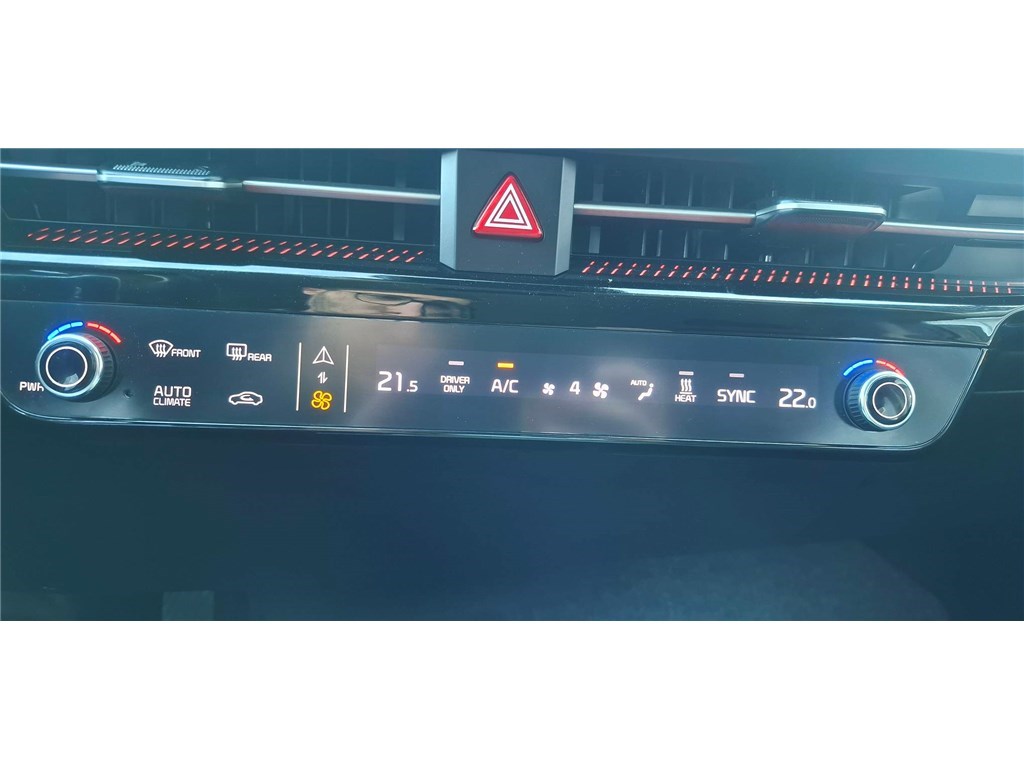 PWR
FRONT
REAR
AUTO
CLIMATE
21.5
DRIVER
ONLY
A/C
4
AUTO
HEAT
SYNC
22.0